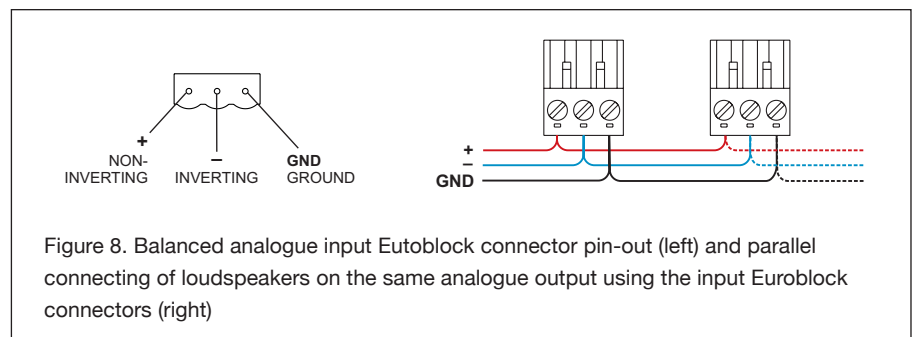 +
NON-
INVERTING
–
INVERTING
GND
GROUND
+
–
GND
Figure 8. Balanced analogue input Eutoblock connector pin-out (left) and parallel
connecting of loudspeakers on the same analogue output using the input Euroblock
connectors (right)